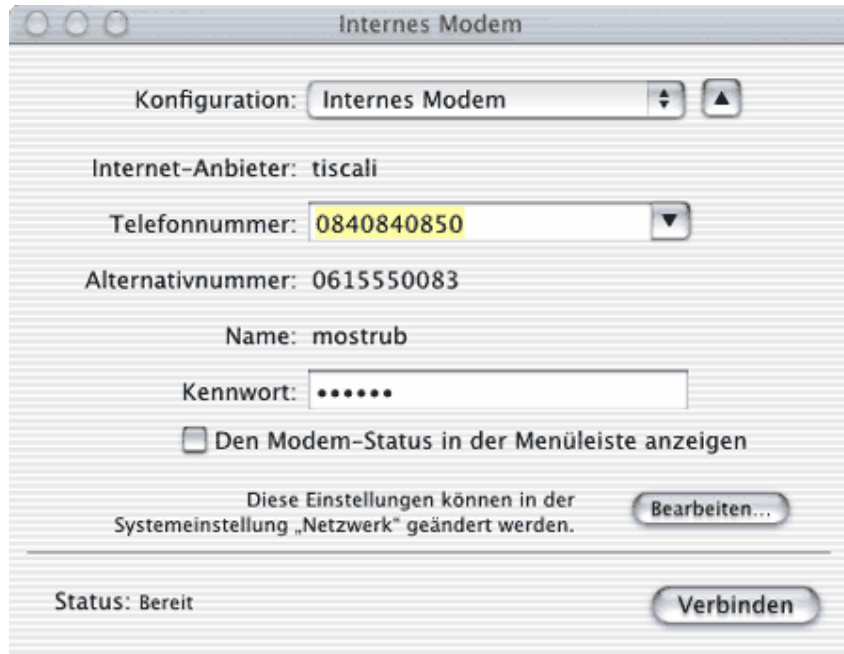 Internes Modem
Konfiguration: Internes Modem
Internet-Anbieter: tiscali
Telefonnummer: 0840840850
Alternativnummer: 0615550083
Name: mostrub
Kennwort: ••••••
Den Modem-Status in der Menüleiste anzeigen
Diese Einstellungen können in der
Systemeinstellung „Netzwerk“ geändert werden.
Bearbeiten...
Status: Bereit
Verbinden